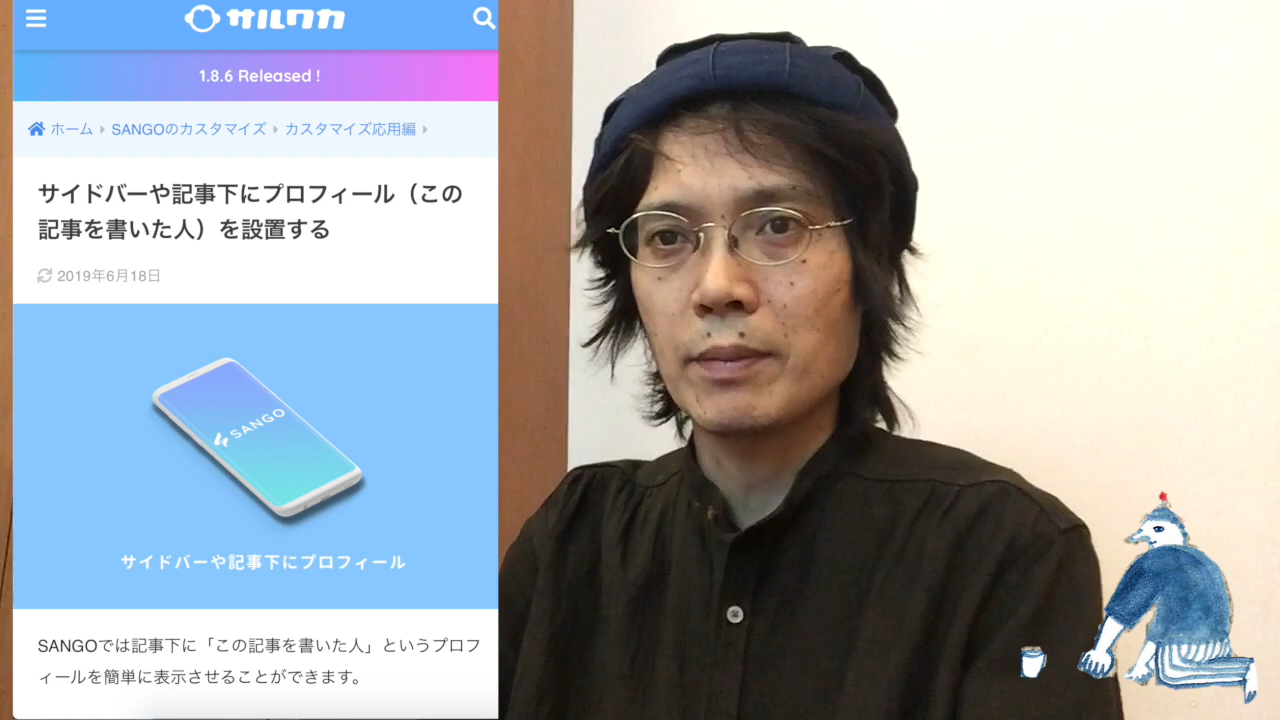 サルワカ
1.8.6 Released !
ホーム SANGOのカスタマイズ カスタマイズ応用編
サイドバーや記事下にプロフィール（この
記事を書いた人）を設置する
2019年6月18日
SANGO
サイドバーや記事下にプロフィール
SANGOでは記事下に「この記事を書いた人」というプロフ
ィールを簡単に表示させることができます。